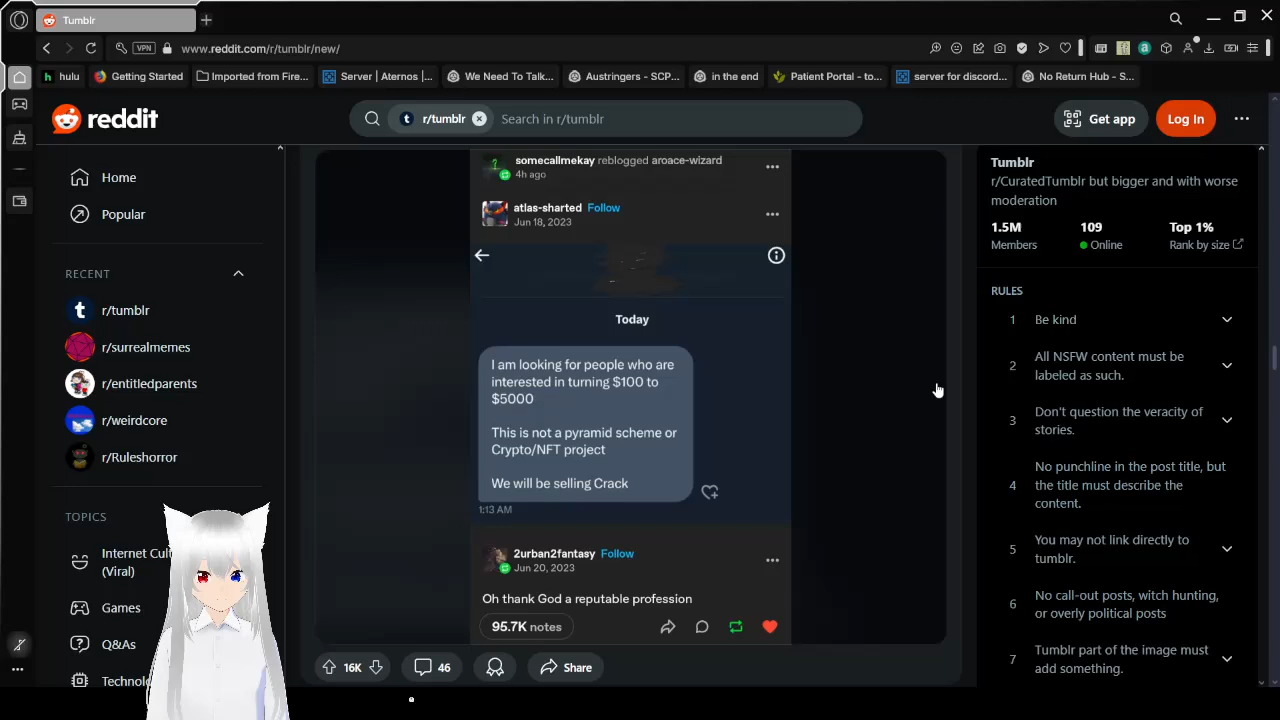 Tumblr
VPN
www.reddit.com/r/tumblr/new/
hulu
Getting Started
Imported from Fire...
Server | Aternos |...
We Need To Talk...
Austringers - SCP...
in the end
Patient Portal - to...
server for discord...
No Return Hub - S...
reddit
r/tumblr
Search in r/tumblr
Get app
Log In
Home
Popular
RECENT
r/tumblr
r/surrealmemes
r/entitledparents
r/weirdcore
r/Ruleshorror
TOPICS
Internet Cul
(Viral)
Games
Q&As
Technol
somecallmekay reblogged aroace-wizard
4h ago
atlas-sharted Follow
Jun 18, 2023
Today
I am looking for people who are
interested in turning $100 to
$5000
This is not a pyramid scheme or
Crypto/NFT project
We will be selling Crack
1:13 AM
2urban2fantasy Follow
Jun 20, 2023
Oh thank God a reputable profession
95.7K notes
16K
46
Share
Tumblr
r/CuratedTumblr but bigger and with worse
moderation
1.5M
109
Top 1%
Members
Online
Rank by size
RULES
1 Be kind
2 All NSFW content must be
labeled as such.
3 Don't question the veracity of
stories.
4 No punchline in the post title, but
the title must describe the
content.
5 You may not link directly to
tumblr.
6 No call-out posts, witch hunting,
or overly political posts
7 Tumblr part of the image must
add something.